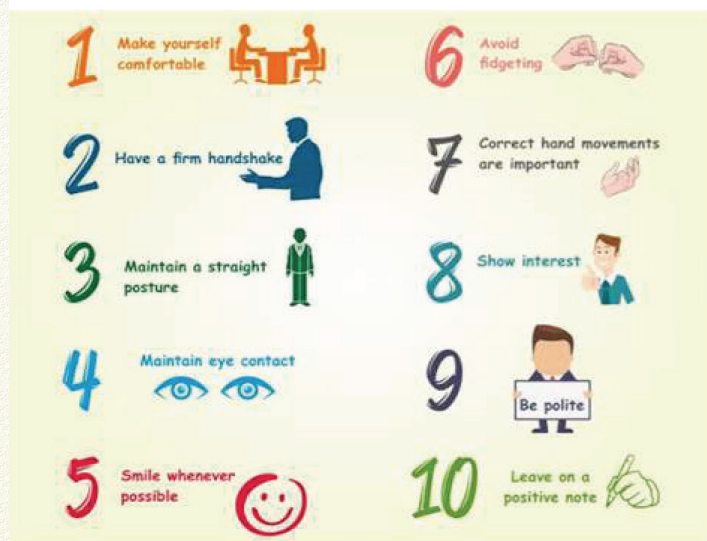 1
Make yourself
comfortable
2
Have a firm handshake
3
Maintain a straight
posture
4
Maintain eye contact
5
Smile whenever
possible
6
Avoid
fidgeting
7
Correct hand movements
are important
8
Show interest
9
Be polite
10
Leave on a
positive note